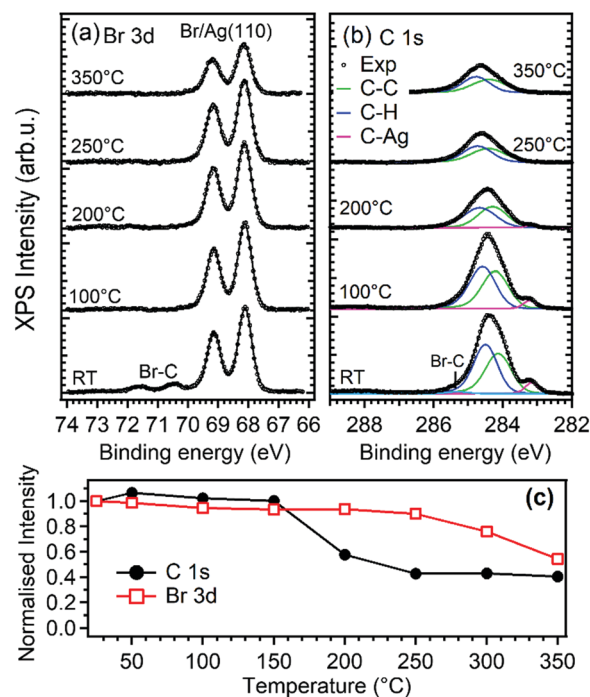 (a) Br 3d
Br/Ag(110)
350°C
250°C
200°C
100°C
RT
Br-C
XPS Intensity (arb.u.)
74 73 72 71 70 69 68 67 66
Binding energy (eV)
(b) C 1s
Exp
C-C
C-H
C-Ag
350°C
250°C
200°C
100°C
Br-C
RT
288 286 284 282
Binding energy (eV)
(c)
1.0
0.8
0.6
0.4
0.2
0.0
Normalised Intensity
C 1s
Br 3d
50 100 150 200 250 300 350
Temperature (°C)